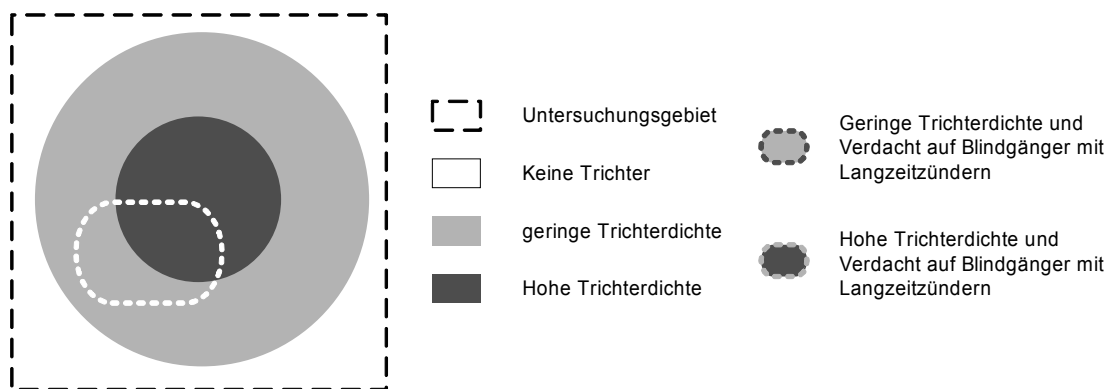 Untersuchungsgebiet
Keine Trichter
geringe Trichterdichte
Hohe Trichterdichte
Geringe Trichterdichte und
Verdacht auf Blindgänger mit
Langzeitzündern
Hohe Trichterdichte und
Verdacht auf Blindgänger mit
Langzeitzündern